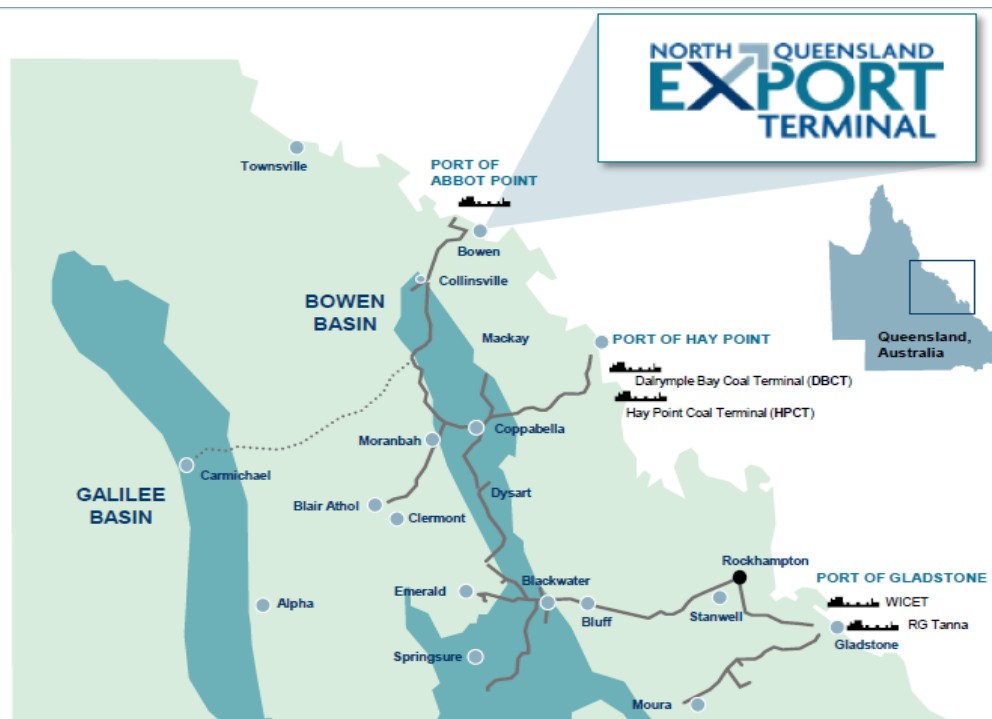 NORTH QUEENSLAND
EXPORT
TERMINAL
Townsville
PORT OF
ABBOT POINT
Bowen
Collinsville
BOWEN
BASIN
Mackay
PORT OF HAY POINT
Queensland,
Australia
Dalrymple Bay Coal Terminal (DBCT)
Hay Point Coal Terminal (HPCT)
Coppabella
Moranbah
Carmichael
GALILEE
BASIN
Dysart
Blair Athol
Clermont
Rockhampton
PORT OF GLADSTONE
Emerald
Blackwater
WICET
Alpha
Bluff
Stanwell
RG Tanna
Gladstone
Springsure
Moura